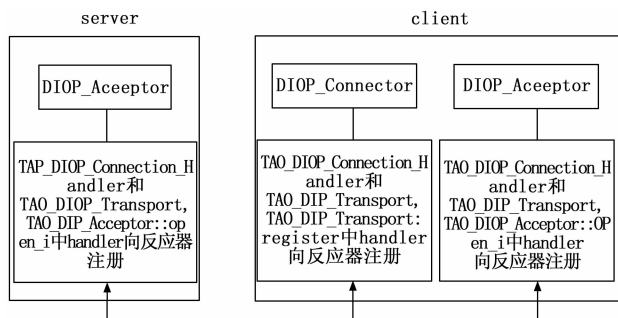 server
client
DIOP_Aceeptor
DIOP_Connector
DIOP_Aceeptor
TAP_DIOP_Connection_H
andler和
TAO_DIOP_Transport,
TAO_DIP_Acceptor::op
en_i中handler向反应器
注册
TAO_DIOP_Connection_H
andler和
TAO_DIP_Transport,
TAO_DIP_Transport:
register中handler
向反应器注册
TAO_DIOP_Connection_H
andler和
TAO_DIP_Transport,
TAO_DIOP_Acceptor::OP
en_i中handler
向反应器注册